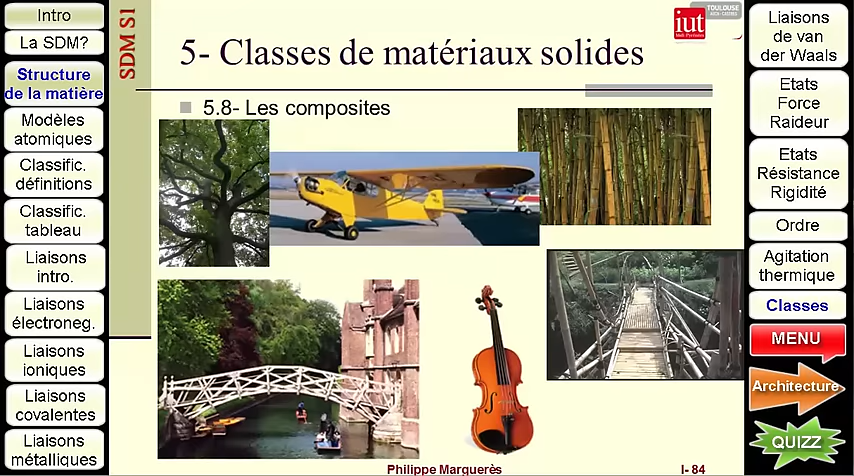 Intro
La SDM?
Structure
de la matière
Modèles
atomiques
Classific.
définitions
Classific.
tableau
Liaisons
intro.
Liaisons
électroneg.
Liaisons
ioniques
Liaisons
covalentes
Liaisons
métalliques
SDM S1
iut
TOULOUSE
5- Classes de matériaux solides
5.8- Les composites
Philippe Marquerès
I- 84
Liaisons
de van
der Waals
Etats
Force
Raideur
Etats
Résistance
Rigidité
Ordre
Agitation
thermique
Classes
MENU
Architecture
QUIZZ